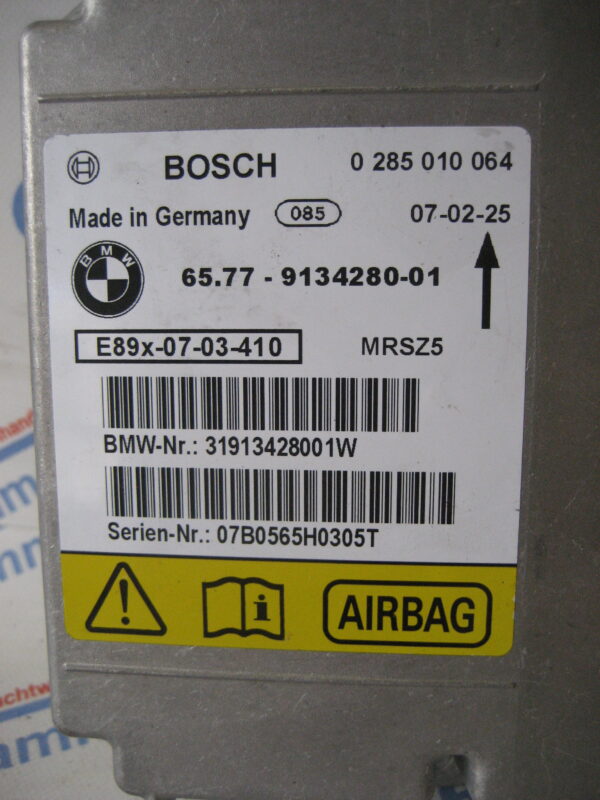 BOSCH 0 285 010 064
Made in Germany 085 07-02-25
BMW
65.77 - 9134280-01
E89x-07-03-410 MRSZ5
BMW-Nr.: 31913428001W
Serien-Nr.: 07B0565H0305T
i AIRBAG